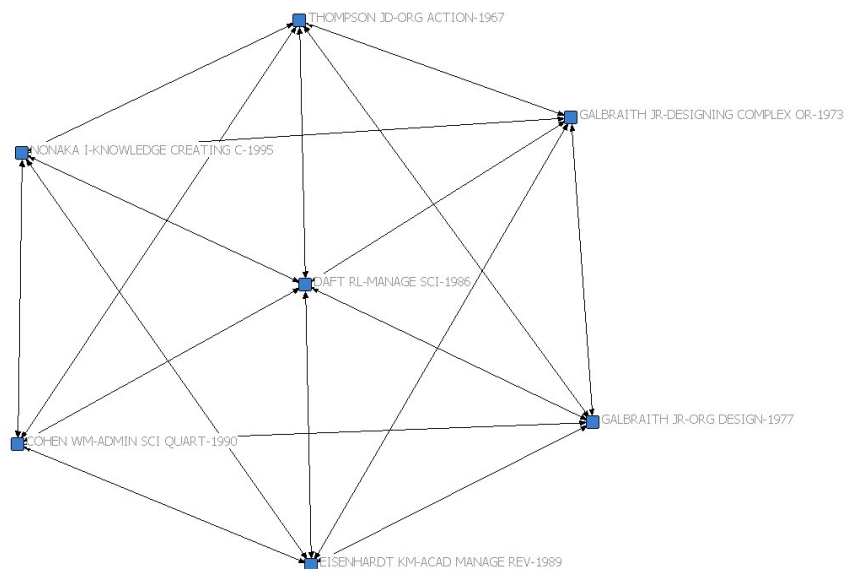 THOMPSON JD-ORG ACTION-1967
GALBRAITH JR-DESIGNING COMPLEX OR-1973
NONAKA I-KNOWLEDGE CREATING C-1995
DAFT RL-MANAGE SCI-1986
GALBRAITH JR-ORG DESIGN-1977
COHEN WM-ADMIN SCI QUART-1990
EISENHARDT KM-ACAD MANAGE REV-1989